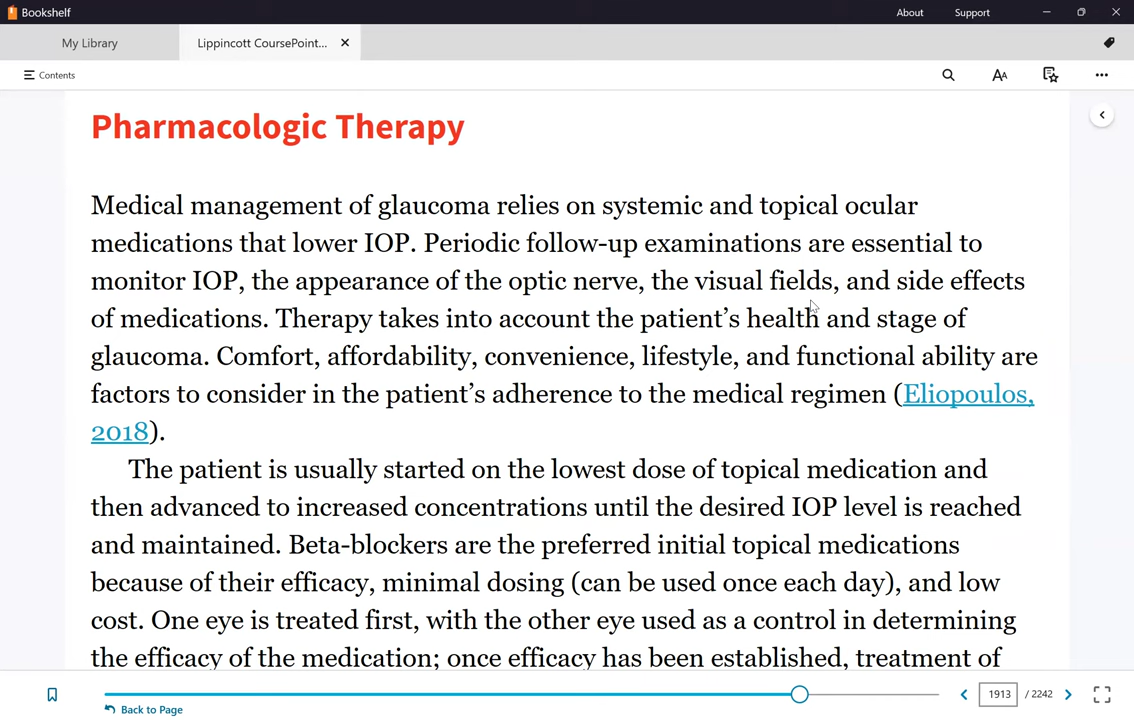 Bookshelf
About Support
My Library Lippincott CoursePoint...
Contents
Pharmacologic Therapy
Medical management of glaucoma relies on systemic and topical ocular
medications that lower IOP. Periodic follow-up examinations are essential to
monitor IOP, the appearance of the optic nerve, the visual fields, and side effects
of medications. Therapy takes into account the patient’s health and stage of
glaucoma. Comfort, affordability, convenience, lifestyle, and functional ability are
factors to consider in the patient’s adherence to the medical regimen (Eliopoulos,
2018).
The patient is usually started on the lowest dose of topical medication and
then advanced to increased concentrations until the desired IOP level is reached
and maintained. Beta-blockers are the preferred initial topical medications
because of their efficacy, minimal dosing (can be used once each day), and low
cost. One eye is treated first, with the other eye used as a control in determining
the efficacy of the medication; once efficacy has been established, treatment of
1913 / 2242
Back to Page